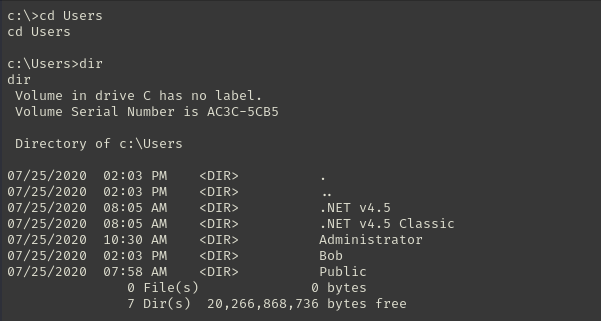 c:\>cd Users
cd Users
c:\Users>dir
dir
 Volume in drive C has no label.
 Volume Serial Number is AC3C-5CB5
 Directory of c:\Users
07/25/2020  02:03 PM    <DIR>          .
07/25/2020  02:03 PM    <DIR>          ..
07/25/2020  08:05 AM    <DIR>          .NET v4.5
07/25/2020  08:05 AM    <DIR>          .NET v4.5 Classic
07/25/2020  10:30 AM    <DIR>          Administrator
07/25/2020  02:03 PM    <DIR>          Bob
07/25/2020  07:58 AM    <DIR>          Public
               0 File(s)              0 bytes
               7 Dir(s)  20,266,868,736 bytes free